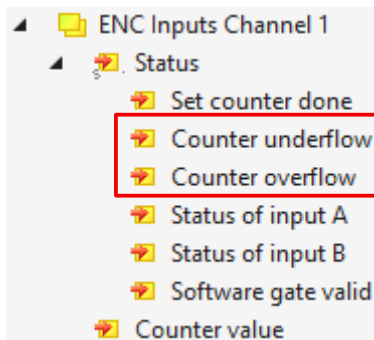 ENC Inputs Channel 1
Status
Set counter done
Counter underflow
Counter overflow
Status of input A
Status of input B
Software gate valid
Counter value